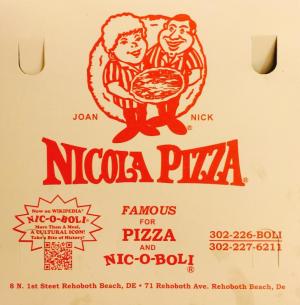 JOAN NICK
®
NICOLA PIZZA®
Now on WIKIPEDIA®
NIC-O-BOLI®
More Than A Meal,
A CULTURAL ICON!
Take a Bite of History!
FAMOUS
FOR
PIZZA
AND
NIC-O-BOLI
®
302-226-BOLI
302-227-6211
8 N. 1st Steet Rehoboth Beach, DE • 71 Rehoboth Ave. Rehoboth Beach, De